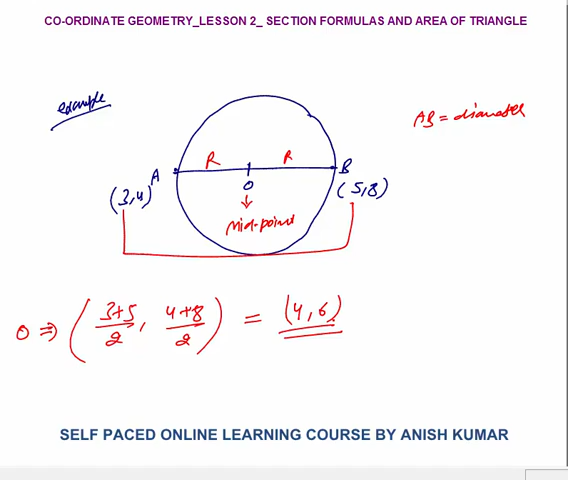 CO-ORDINATE GEOMETRY_LESSON 2_ SECTION FORMULAS AND AREA OF TRIANGLE
example
AB = diameter
R R
A B
(3,4) O (5,8)
Mid-point
O ⇒ (3+5/2, 4+8/2) = (4,6)
SELF PACED ONLINE LEARNING COURSE BY ANISH KUMAR